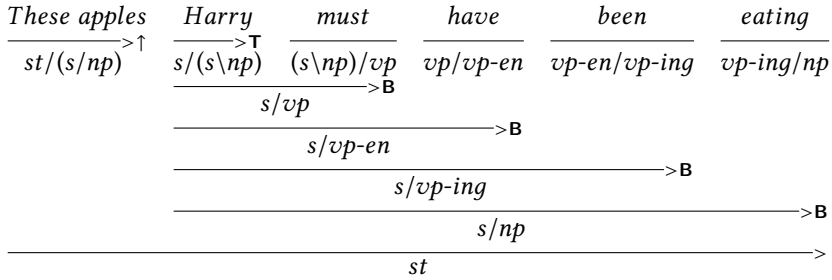 These apples Harry must have been eating
>↑ >T
st/(s/np) s/(s\np) (s\np)/vp vp/vp-en vp-en/vp-ing vp-ing/np
>B
s/vp
>B
s/vp-en
>B
s/vp-ing
>B
s/np
>
st